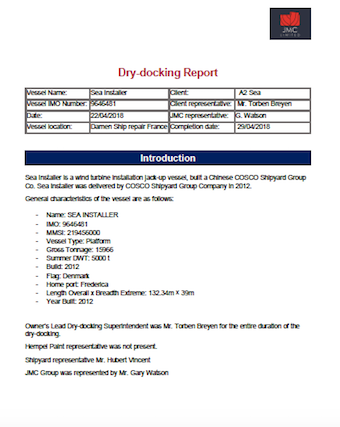 JMC
LIMITED
Dry-docking Report
Vessel Name: Sea Installer Client: A2 Sea
Vessel IMO Number: 9646481 Client representative: Mr. Torben Breyen
Date: 22/04/2018 JMC representative: G. Watson
Vessel location: Damen Ship repair France Completion date: 29/04/2018
Introduction
Sea Installer is a wind turbine installation jack-up vessel, built a Chinese COSCO Shipyard Group
Co. Sea Installer was delivered by COSCO Shipyard Group Company in 2012.
General characteristics of the vessel are as follows:
- Name: SEA INSTALLER
- IMO: 9646481
- MMSI: 219456000
- Vessel Type: Platform
- Gross Tonnage: 15966
- Summer DWT: 5000 t
- Build: 2012
- Flag: Denmark
- Home port: Frederica
- Length Overall x Breadth Extreme: 132.34m × 39m
- Year Built: 2012
Owner's Lead Dry-docking Superintendent was Mr. Torben Breyen for the entire duration of the
dry-docking.
Hempel Paint representative was not present.
Shipyard representative Mr. Hubert Vincent
JMC Group was represented by Mr. Gary Watson